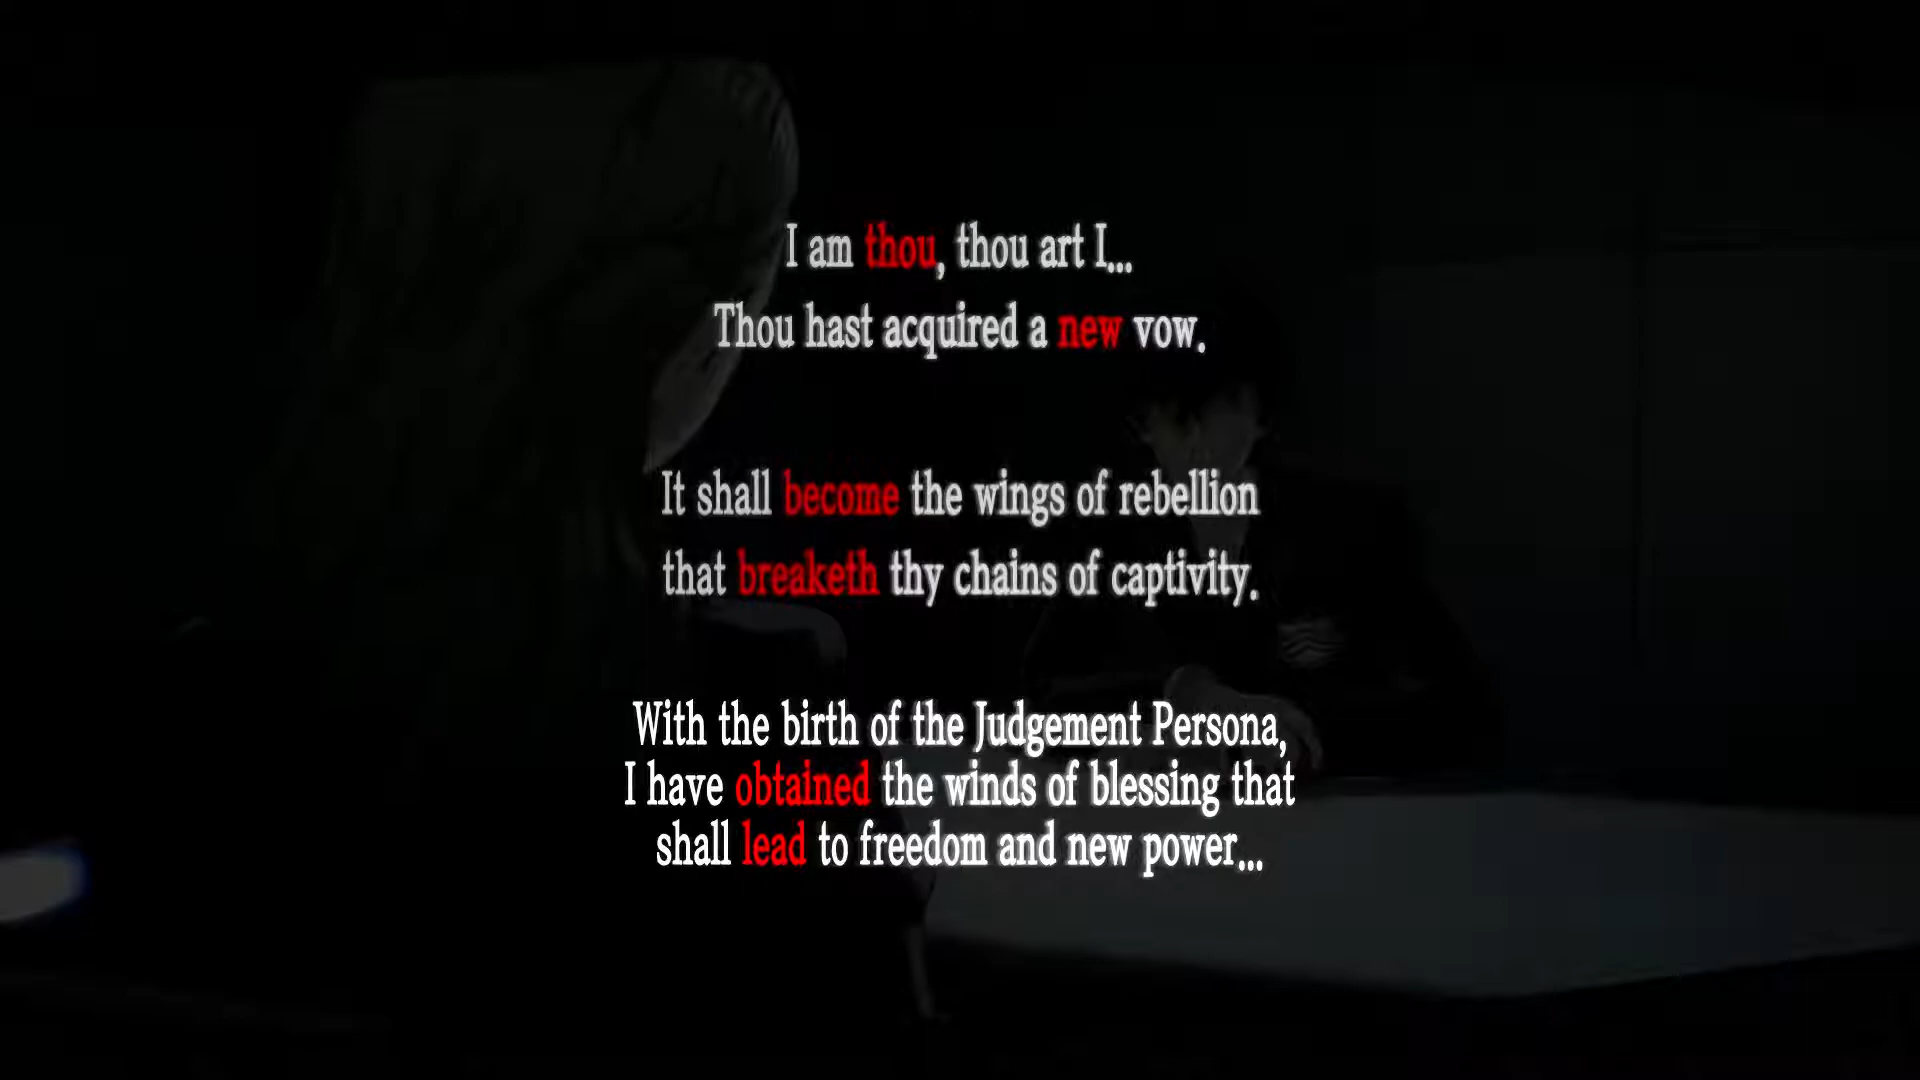 I am thou, thou art I...
Thou hast acquired a new vow.
It shall become the wings of rebellion
that breaketh thy chains of captivity.
With the birth of the Judgement Persona,
I have obtained the winds of blessing that
shall lead to freedom and new power...